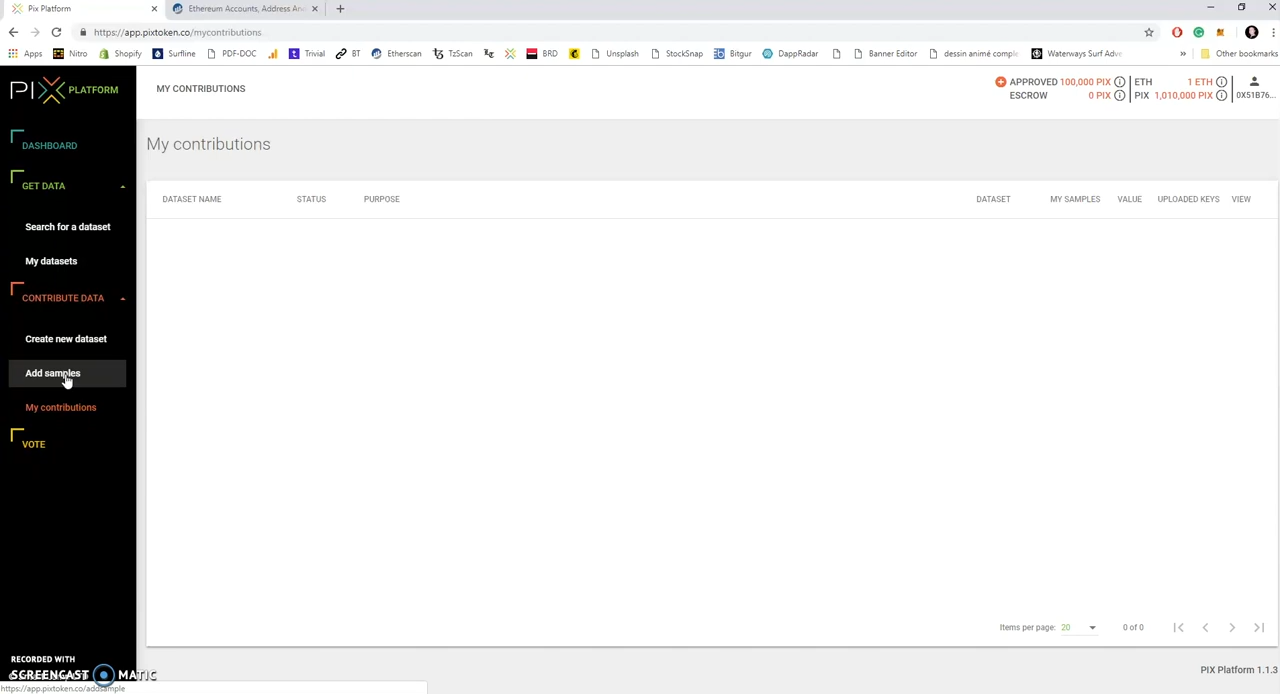 Pix Platform
Ethereum Accounts, Address An
https://app.pixtoken.co/mycontributions
Apps Nitro Shopify Surfline PDF-DOC Trivial BT Etherscan TzScan BRD Unsplash StockSnap Bitgur DappRadar Banner Editor dessin animé comple Waterways Surf Adve » Other bookmarks
PIX PLATFORM
MY CONTRIBUTIONS
APPROVED 100,000 PIX ETH 1 ETH
ESCROW 0 PIX PIX 1,010,000 PIX 0X51B76...
DASHBOARD
My contributions
GET DATA
DATASET NAME STATUS PURPOSE DATASET MY SAMPLES VALUE UPLOADED KEYS VIEW
Search for a dataset
My datasets
CONTRIBUTE DATA
Create new dataset
Add samples
My contributions
VOTE
Items per page: 20 0 of 0
RECORDED WITH
SCREENCAST MATIC
PIX Platform 1.1.3
https://app.pixtoken.co/addsample